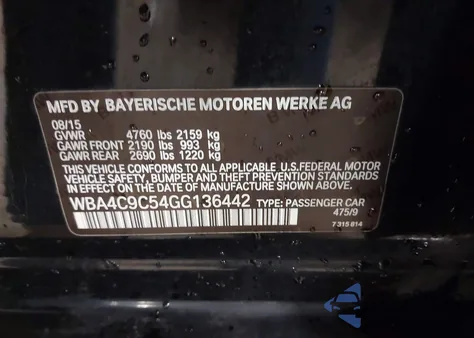 MFD BY BAYERISCHE MOTOREN WERKE AG
08/15
GVWR 4760 lbs 2159 kg
GAWR FRONT 2190 lbs 993 kg
GAWR REAR 2690 lbs 1220 kg
THIS VEHICLE CONFORMS TO ALL APPLICABLE U.S.FEDERAL MOTOR
VEHICLE SAFETY, BUMPER AND THEFT PREVENTION STANDARDS
IN EFFECT ON THE DATE OF MANUFACTURE SHOWN ABOVE.
WBA4C9C54GG136442 TYPE: PASSENGER CAR
475/9
7 315 814